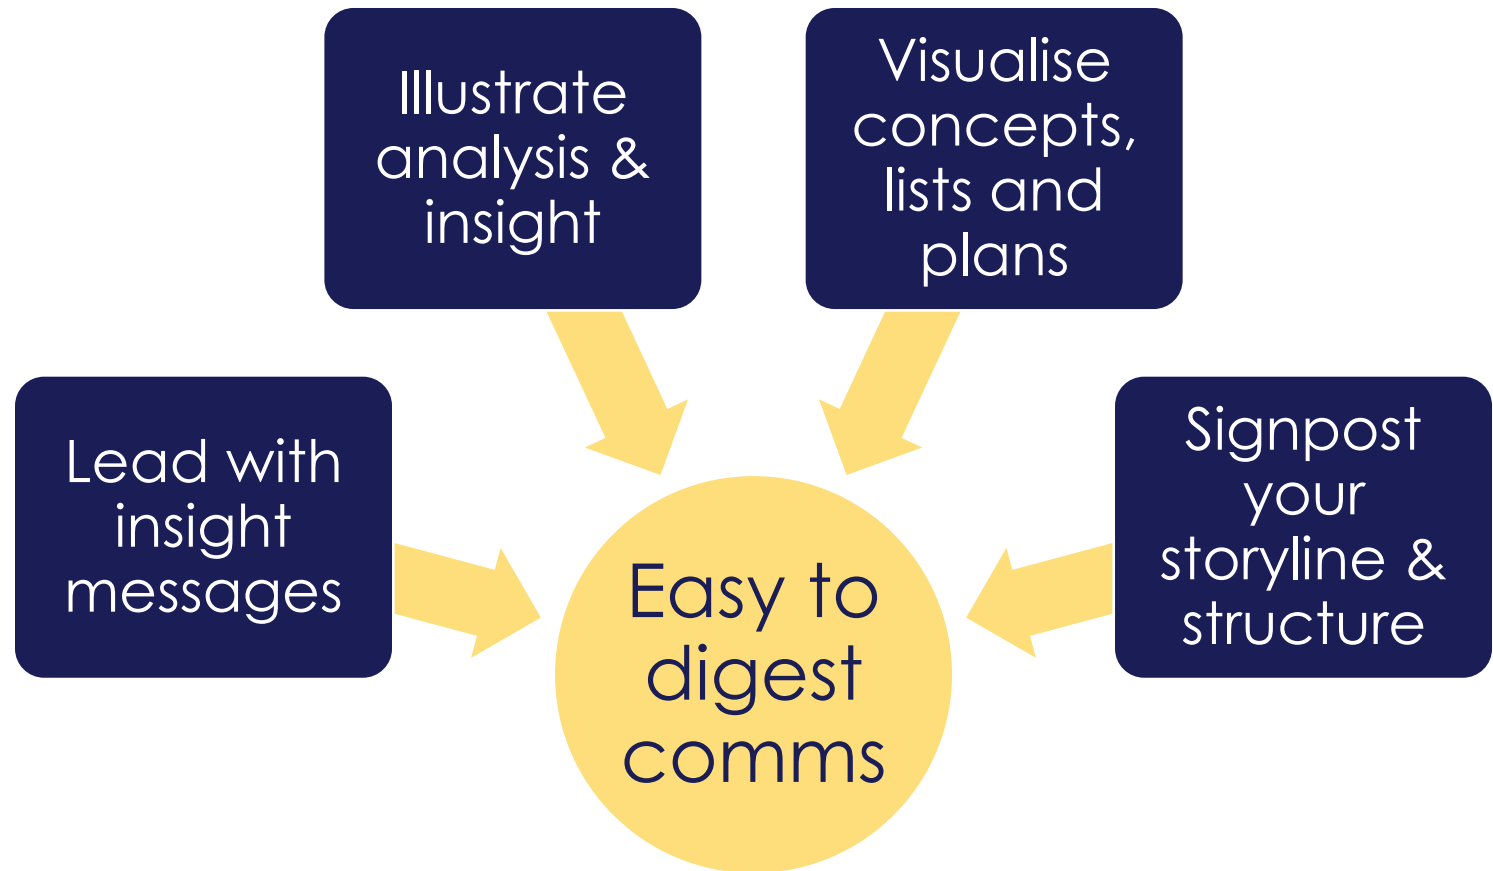 Illustrate
analysis &
insight
Visualise
concepts,
lists and
plans
Lead with
insight
messages
Signpost
your
storyline &
structure
Easy to
digest
comms